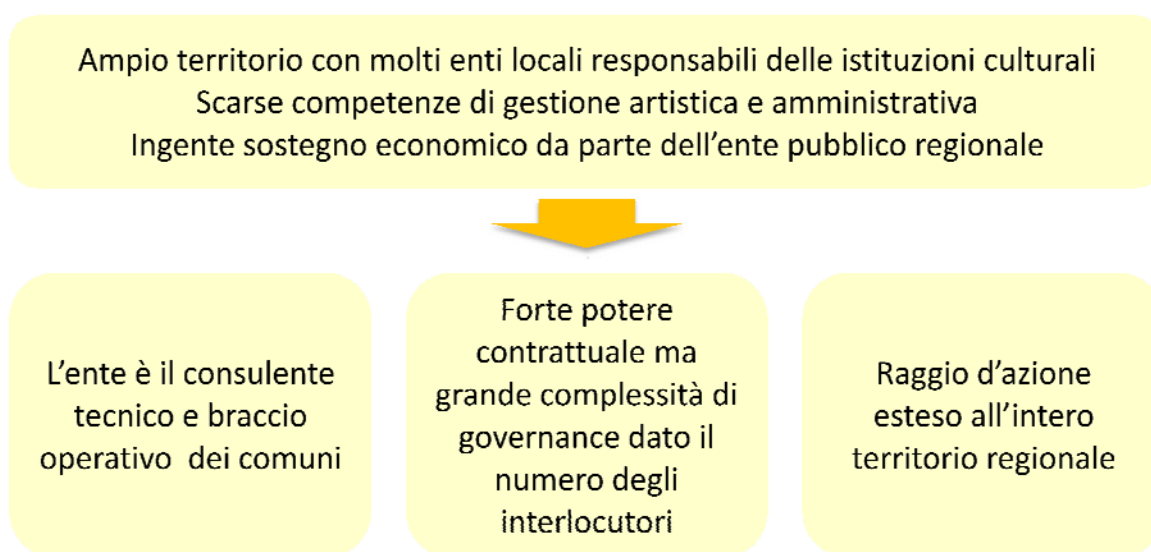 Ampio territorio con molti enti locali responsabili delle istituzioni culturali
Scarse competenze di gestione artistica e amministrativa
Ingente sostegno economico da parte dell’ente pubblico regionale
L’ente è il consulente
tecnico e braccio
operativo dei comuni
Forte potere
contrattuale ma
grande complessità di
governance dato il
numero degli
interlocutori
Raggio d’azione
esteso all’intero
territorio regionale